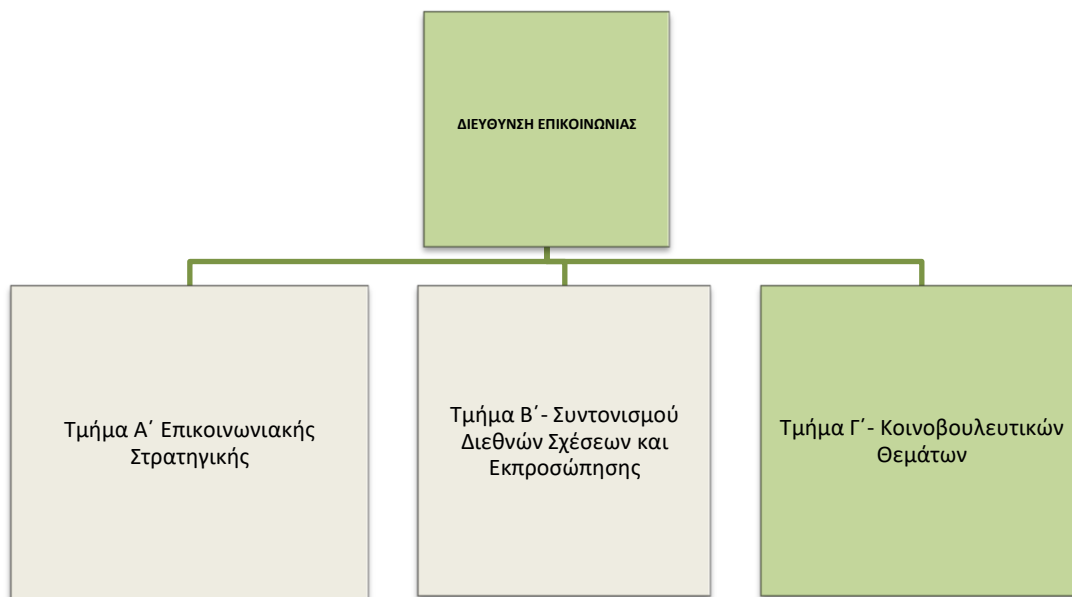 ΔΙΕΥΘΥΝΣΗ ΕΠΙΚΟΙΝΩΝΙΑΣ
Τμήμα Α΄ Επικοινωνιακής
Στρατηγικής
Τμήμα Β΄- Συντονισμού
Διεθνών Σχέσεων και
Εκπροσώπησης
Τμήμα Γ΄- Κοινοβουλευτικών
Θεμάτων